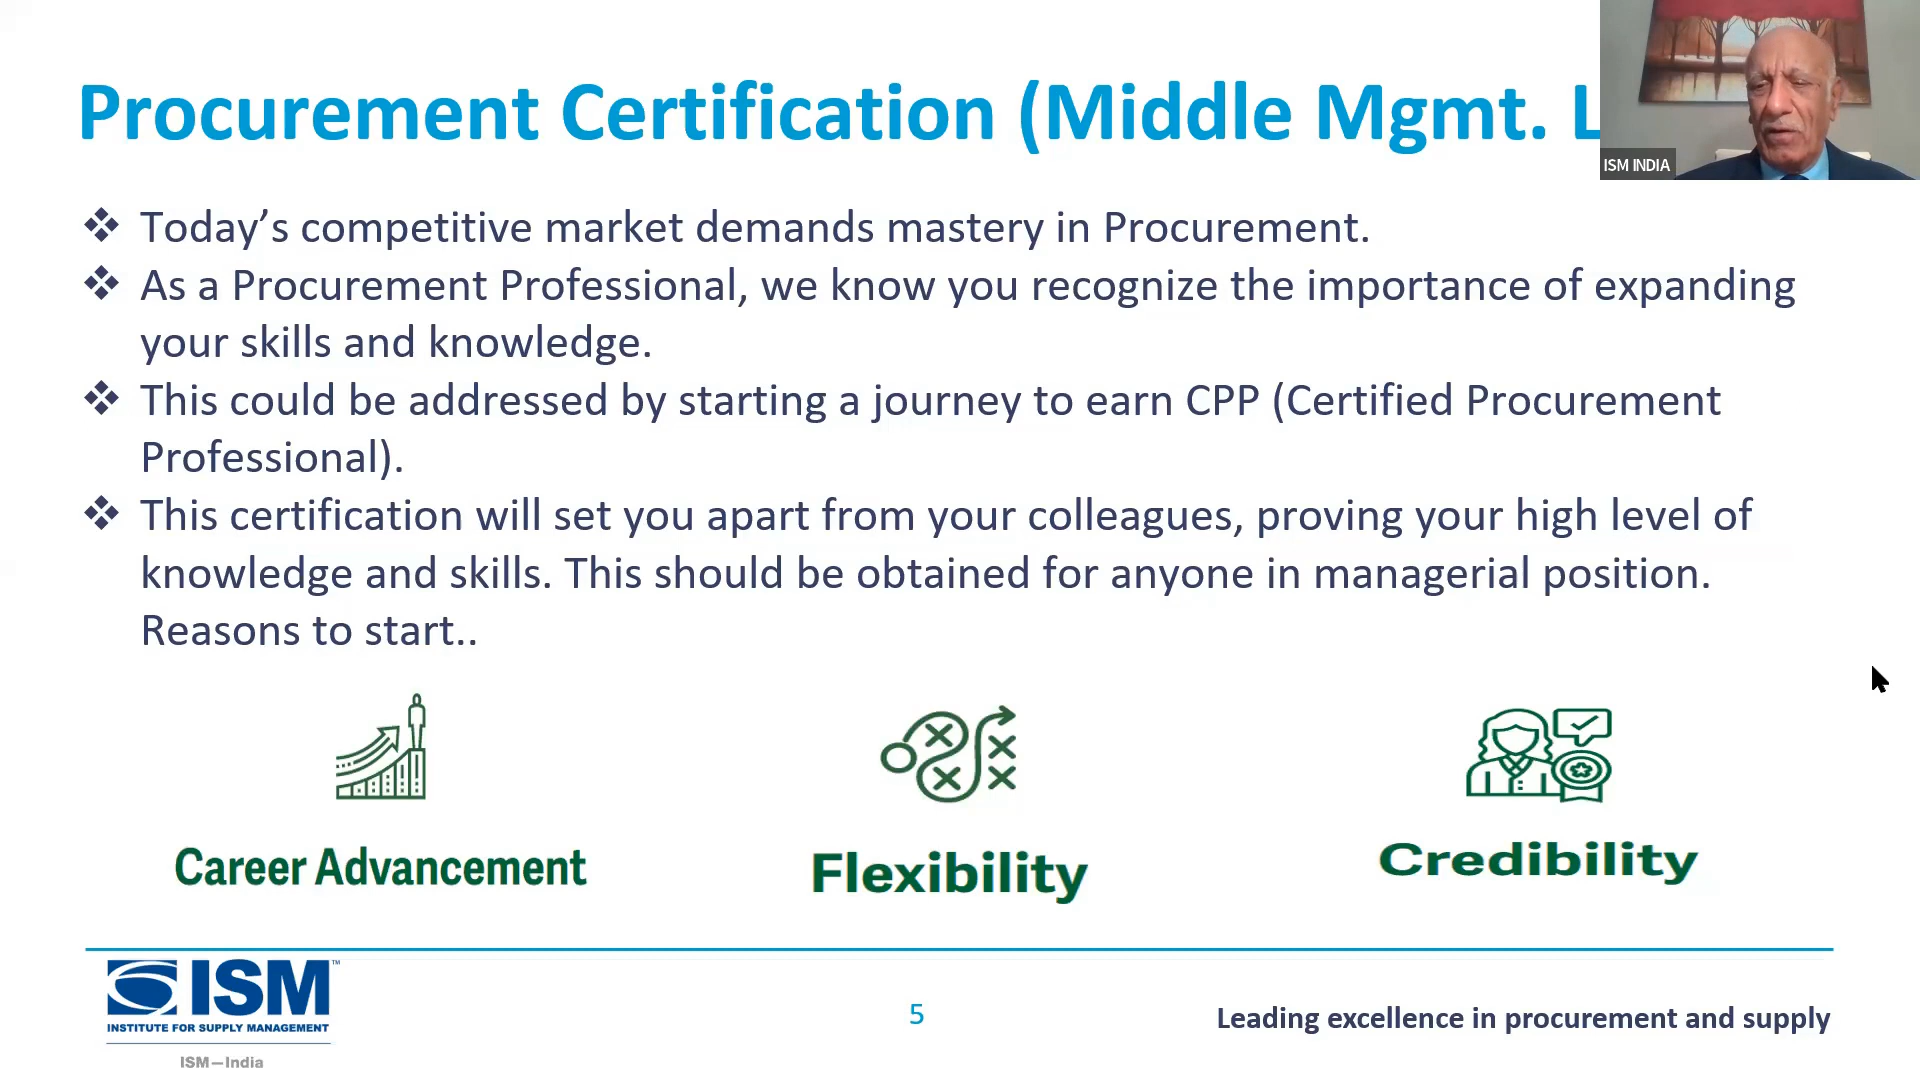 Procurement Certification (Middle Mgmt. L
ISM INDIA
❖ Today’s competitive market demands mastery in Procurement.
❖ As a Procurement Professional, we know you recognize the importance of expanding
your skills and knowledge.
❖ This could be addressed by starting a journey to earn CPP (Certified Procurement
Professional).
❖ This certification will set you apart from your colleagues, proving your high level of
knowledge and skills. This should be obtained for anyone in managerial position.
Reasons to start..
Career Advancement
Flexibility
Credibility
ISM™
INSTITUTE FOR SUPPLY MANAGEMENT
ISM—India
5
Leading excellence in procurement and supply